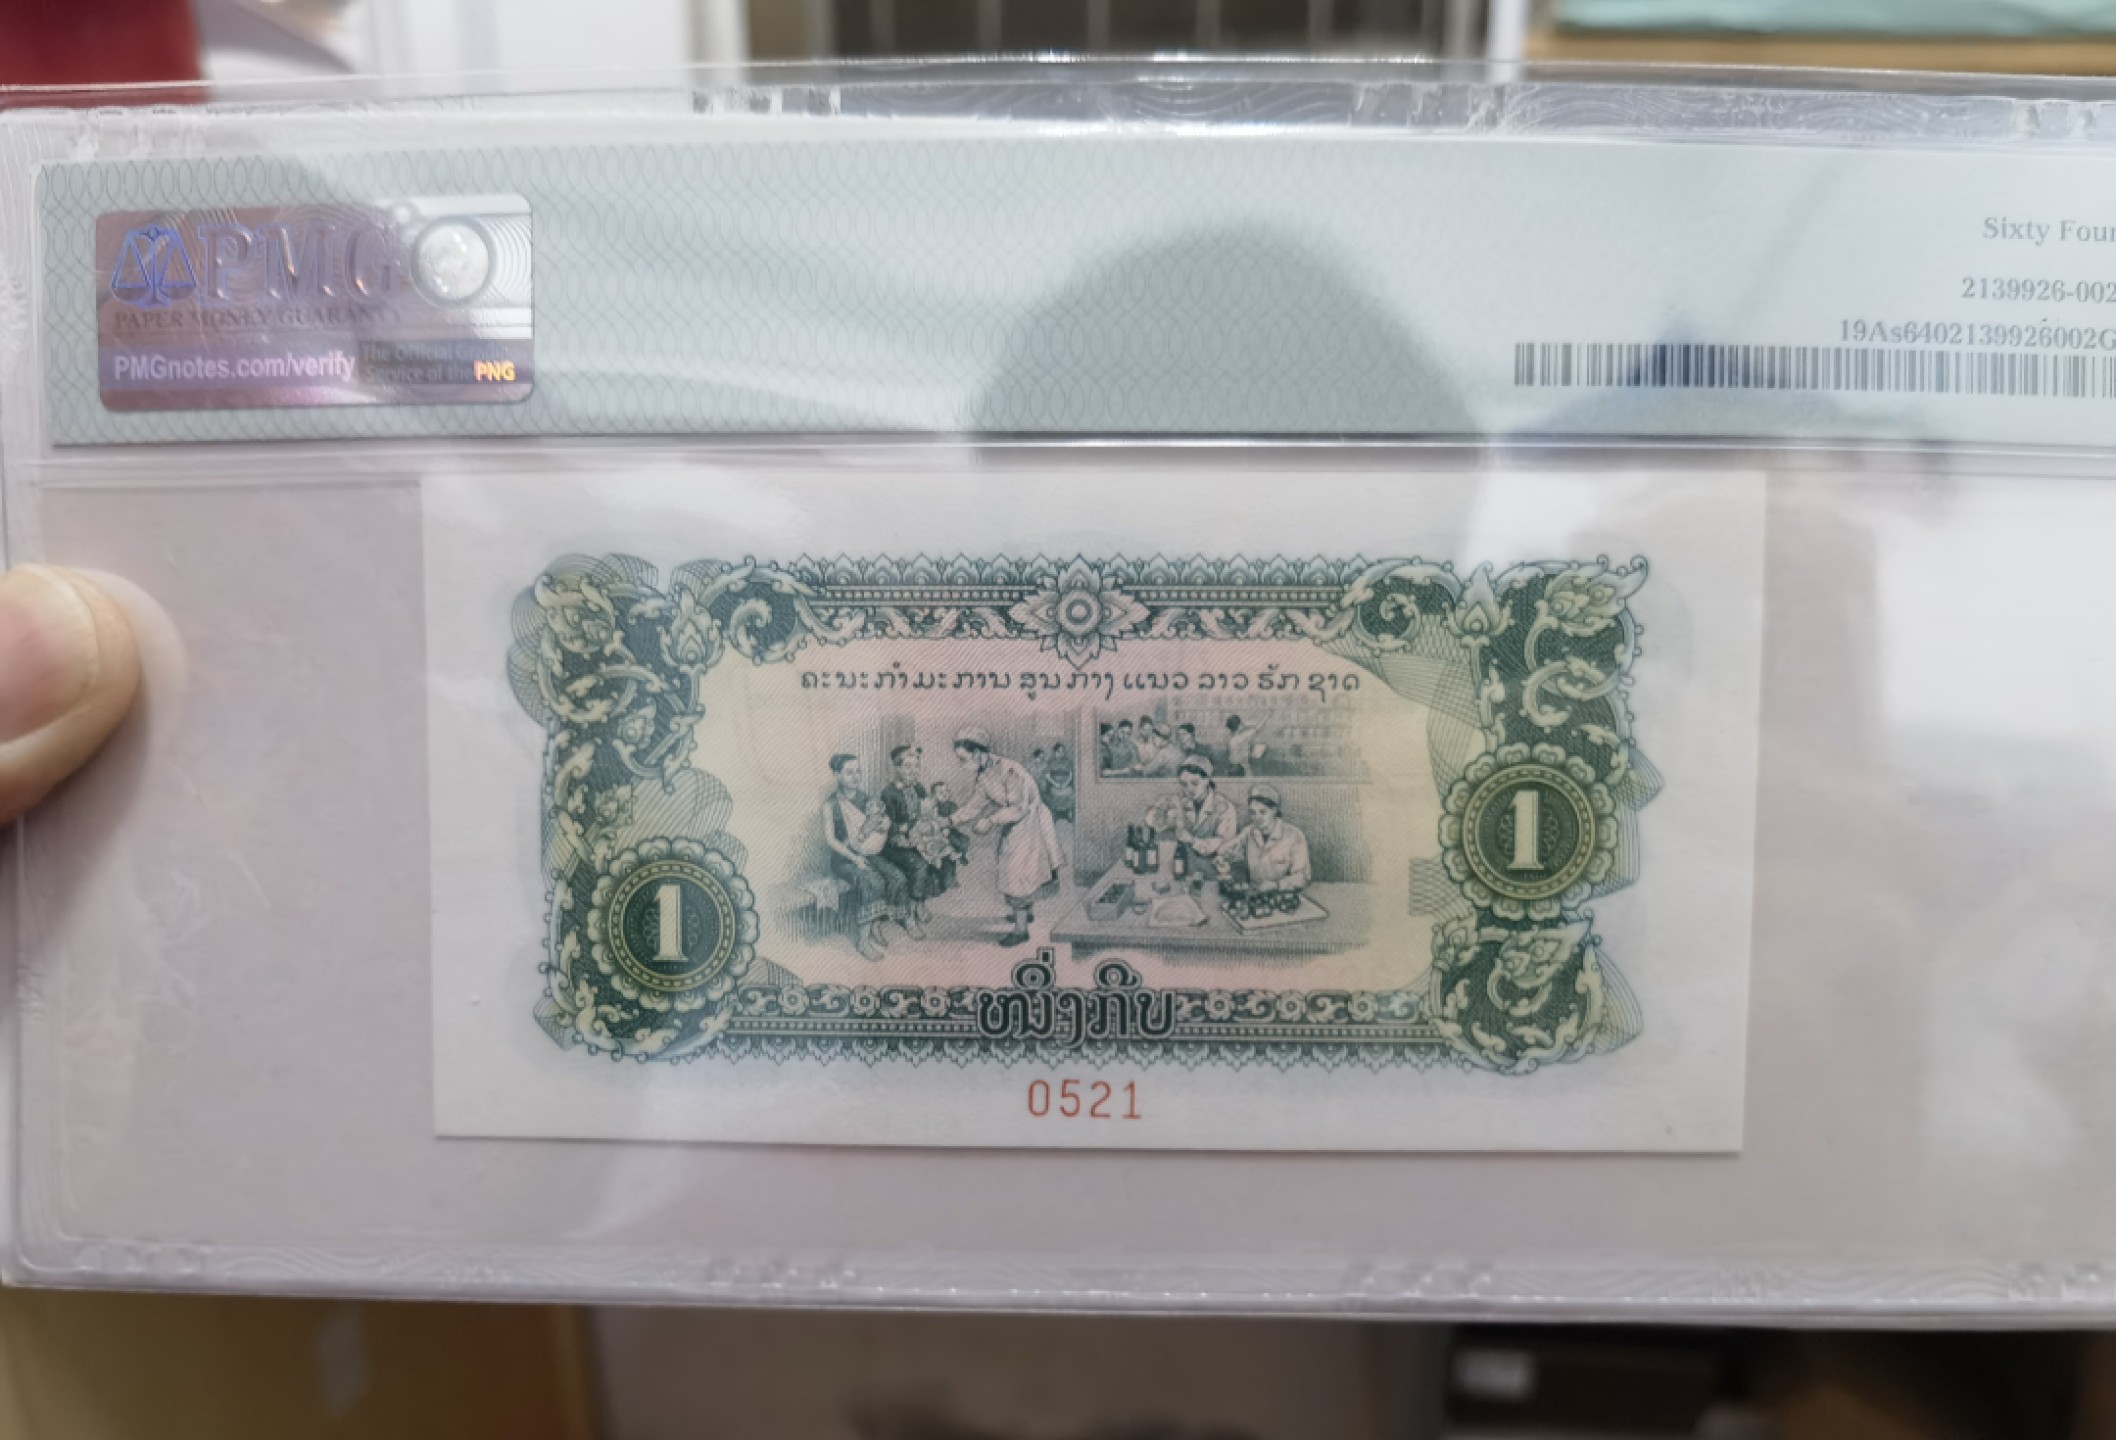 PMG
PAPER MONEY GUARANTY
PMGnotes.com/verify
The Official Grading
Service of the PNG
Sixty Four
2139926-002
19As6402139926002G
ຄະນະກຳມະການ ສູນກາງ ແນວ ລາວ ຮັກ ຊາດ
1
1
ໜຶ່ງກີບ
0521